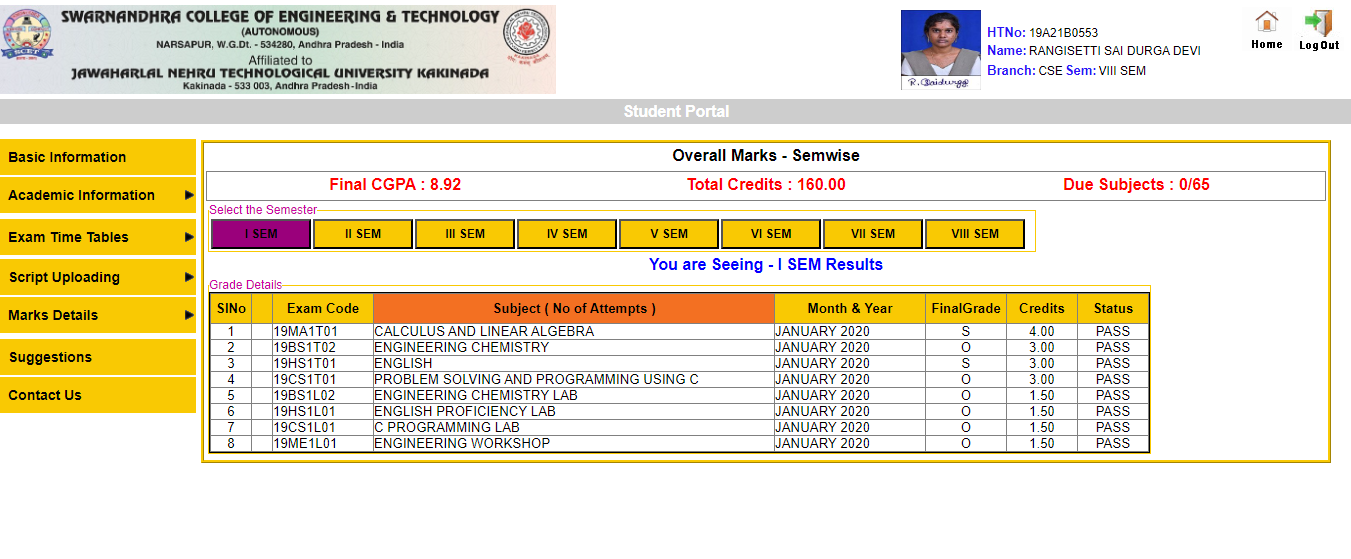 SWARNANDHRA COLLEGE OF ENGINEERING & TECHNOLOGY
(AUTONOMOUS)
NARSAPUR, W.G.Dt. - 534280, Andhra Pradesh - India
Affiliated to
JAWAHARLAL NEHRU TECHNOLOGICAL UNIVERSITY KAKINADA
Kakinada - 533 003, Andhra Pradesh-India
SCET
R. Saidurga
HTNo: 19A21B0553
Name: RANGISETTI SAI DURGA DEVI
Branch: CSE Sem: VIII SEM
Home
LogOut
Student Portal
Basic Information
Academic Information
Exam Time Tables
Script Uploading
Marks Details
Suggestions
Contact Us
Overall Marks - Semwise
Final CGPA : 8.92 Total Credits : 160.00 Due Subjects : 0/65
Select the Semester
I SEM II SEM III SEM IV SEM V SEM VI SEM VII SEM VIII SEM
You are Seeing - I SEM Results
Grade Details
SlNo Exam Code Subject ( No of Attempts ) Month & Year FinalGrade Credits Status
1 19MA1T01 CALCULUS AND LINEAR ALGEBRA JANUARY 2020 S 4.00 PASS
2 19BS1T02 ENGINEERING CHEMISTRY JANUARY 2020 O 3.00 PASS
3 19HS1T01 ENGLISH JANUARY 2020 S 3.00 PASS
4 19CS1T01 PROBLEM SOLVING AND PROGRAMMING USING C JANUARY 2020 O 3.00 PASS
5 19BS1L02 ENGINEERING CHEMISTRY LAB JANUARY 2020 O 1.50 PASS
6 19HS1L01 ENGLISH PROFICIENCY LAB JANUARY 2020 O 1.50 PASS
7 19CS1L01 C PROGRAMMING LAB JANUARY 2020 O 1.50 PASS
8 19ME1L01 ENGINEERING WORKSHOP JANUARY 2020 O 1.50 PASS